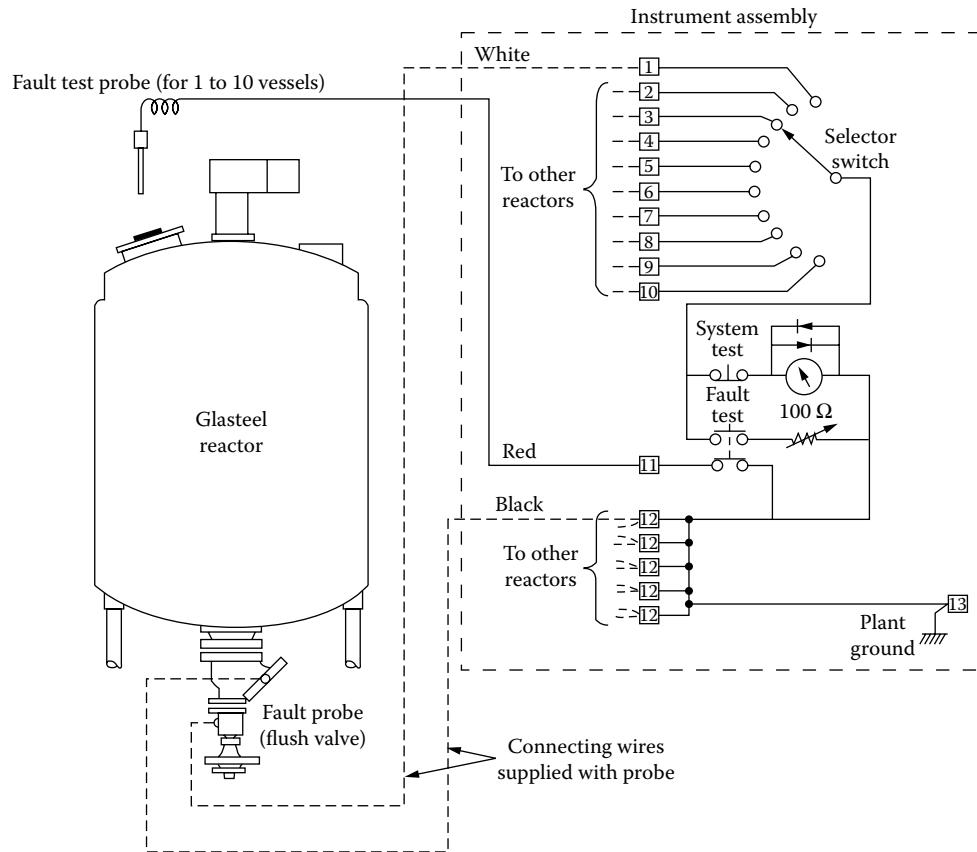 Instrument assembly
White
Fault test probe (for 1 to 10 vessels)
1
2
3
4
5
6
7
8
9
10
To other
reactors
Selector
switch
System
test
Fault
test
100 Ω
Glasteel
reactor
Red
11
Black
12
12
12
12
12
To other
reactors
13
Plant
ground
Fault probe
(flush valve)
Connecting wires
supplied with probe